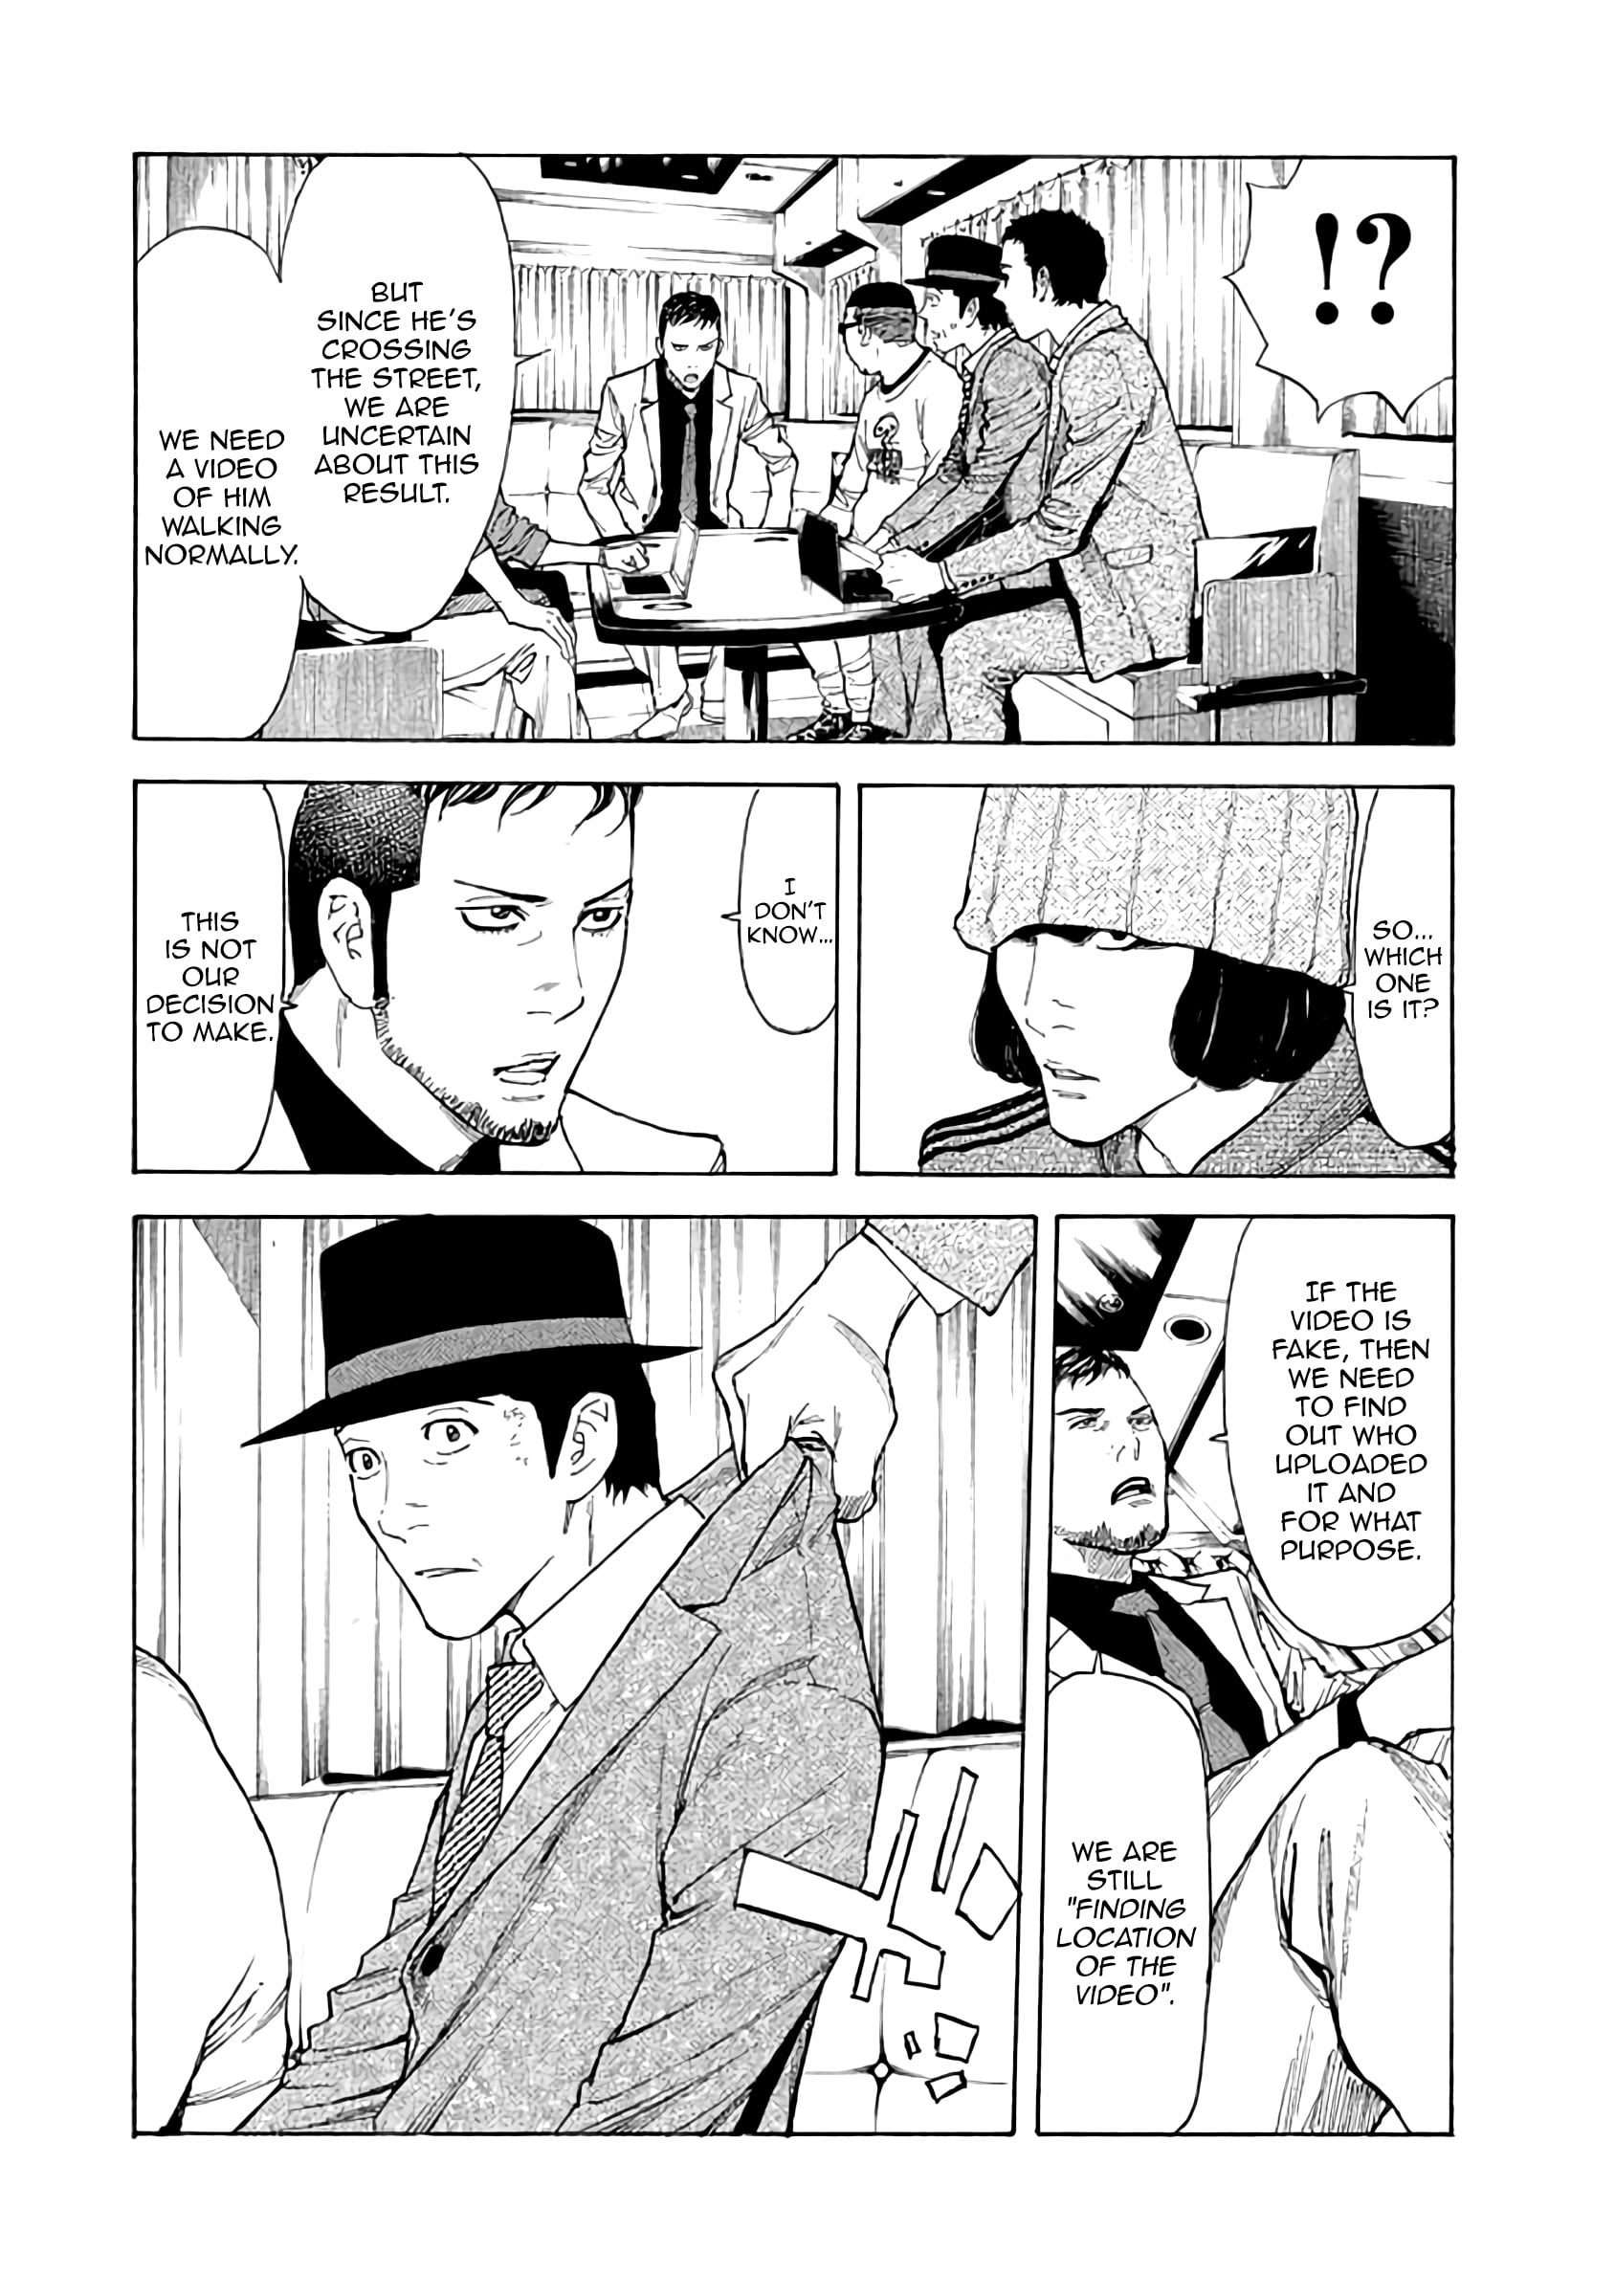 !?
BUT
SINCE HE'S
CROSSING
THE STREET,
WE ARE
UNCERTAIN
ABOUT THIS
RESULT.
WE NEED
A VIDEO
OF HIM
WALKING
NORMALLY.
SO...
WHICH
ONE
IS IT?
I
DON'T
KNOW...
THIS
IS NOT
OUR
DECISION
TO MAKE.
IF THE
VIDEO IS
FAKE, THEN
WE NEED
TO FIND
OUT WHO
UPLOADED
IT AND
FOR WHAT
PURPOSE.
WE ARE
STILL
"FINDING
LOCATION
OF THE
VIDEO".